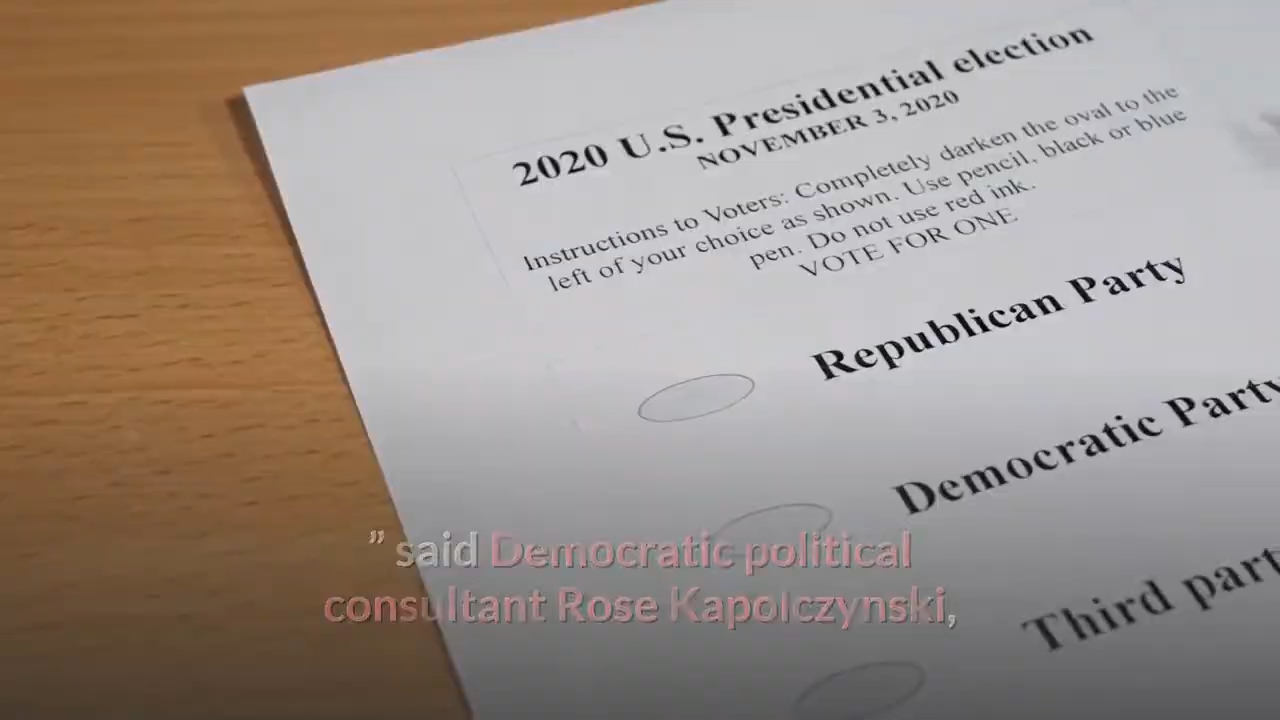 2020 U.S. Presidential election
NOVEMBER 3, 2020
Instructions to Voters: Completely darken the oval to the
left of your choice as shown. Use pencil, black or blue
pen. Do not use red ink.
VOTE FOR ONE
Republican Party
Democratic Party
Third part
" said Democratic political
consultant Rose Kapolczynski,